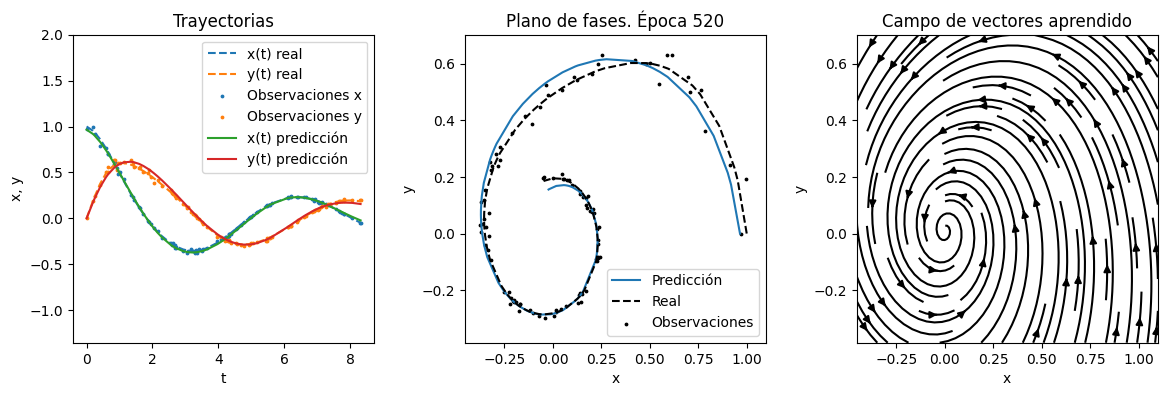 Trayectorias
2.0
1.5
1.0
0.5
0.0
−0.5
−1.0
x, y
0
2
4
6
8
t
x(t) real
y(t) real
Observaciones x
Observaciones y
x(t) predicción
y(t) predicción
Plano de fases. Época 520
0.6
0.4
0.2
0.0
−0.2
y
−0.25
0.00
0.25
0.50
0.75
1.00
x
Predicción
Real
Observaciones
Campo de vectores aprendido
0.6
0.4
0.2
0.0
−0.2
y
−0.25
0.00
0.25
0.50
0.75
1.00
x